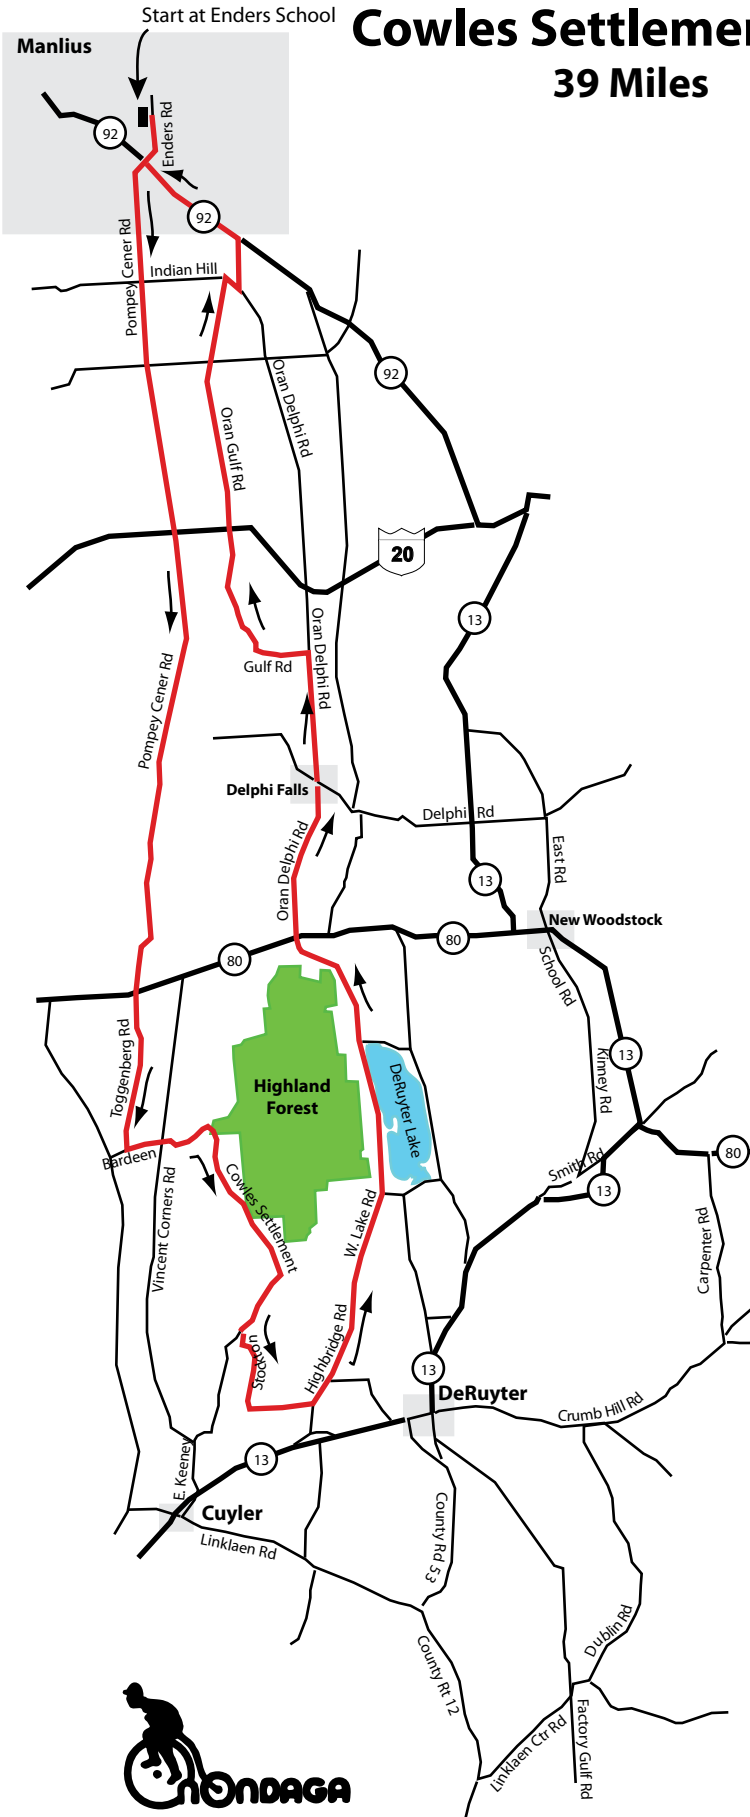 Start at Enders School
Cowles Settlemen
39 Miles
Manlius
92
Enders Rd
92
Pompey Cener Rd
Indian Hill
92
Oran Delphi Rd
Oran Gulf Rd
20
13
Oran Delphi Rd
Gulf Rd
Pompey Cener Rd
Delphi Falls
Delphi Rd
Oran Delphi Rd
East Rd
13
New Woodstock
80
80
School Rd
Toggenberg Rd
Kinney Rd
13
Highland
Forest
DeRuyter Lake
Bardeen
80
Smith Rd
13
Vincent Corners Rd
Cowles Settlement
W. Lake Rd
Carpenter Rd
Stockton
Highbridge Rd
13
DeRuyter
Crumb Hill Rd
13
E. Keeney
Cuyler
Linklaen Rd
County Rd 53
County Rt 12
Dublin Rd
Linklaen Ctr Rd
Factory Gulf Rd
ONONDAGA